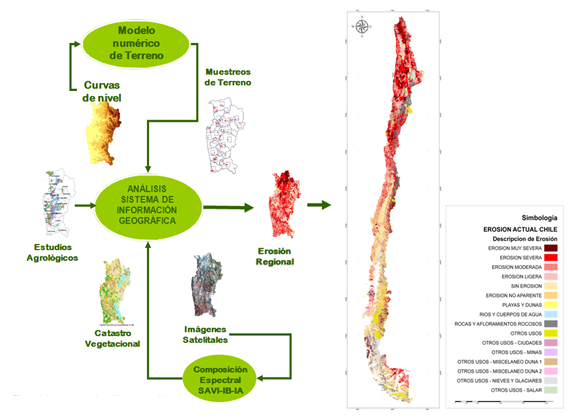 Modelo
numérico
de Terreno
Curvas
de nivel
Muestreos
de Terreno
ANÁLISIS
SISTEMA DE
INFORMACIÓN
GEOGRÁFICA
Estudios
Agrológicos
Erosión
Regional
Catastro
Vegetacional
Imágenes
Satelitales
Composición
Espectral
SAVI-IB-IA
Simbologia
EROSION ACTUAL CHILE
Descripcion de Erosión
EROSION MUY SEVERA
EROSION SEVERA
EROSION MODERADA
EROSION LIGERA
SIN EROSION
EROSION NO APARENTE
PLAYAS Y DUNAS
RIOS Y CUERPOS DE AGUA
ROCAS Y AFLORAMIENTOS ROCOSOS
OTROS USOS
OTROS USOS - CIUDADES
OTROS USOS - MINAS
OTROS USOS - MISCELANEO DUNA 1
OTROS USOS - MISCELANEO DUNA 2
OTROS USOS - NIEVES Y GLACIARES
OTROS USOS - SALAR